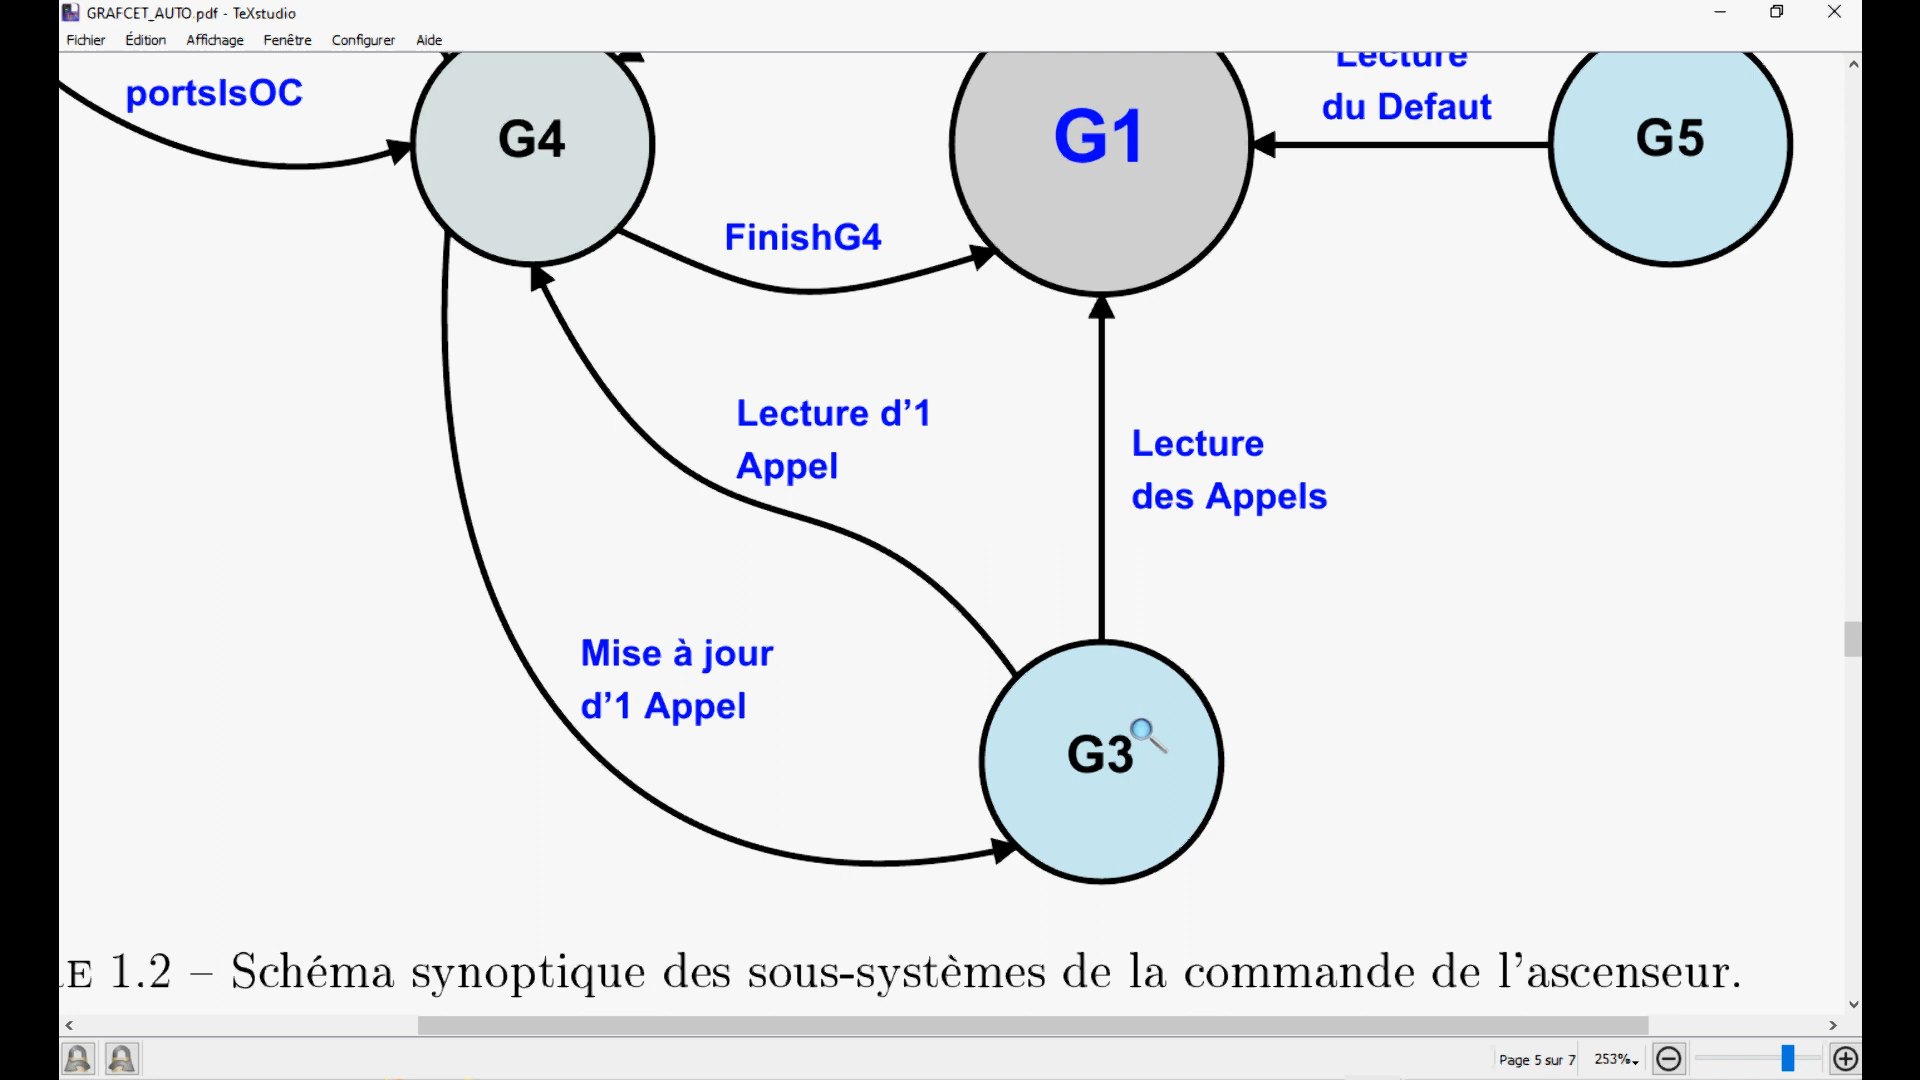 GRAFCET_AUTO.pdf - TeXstudio
Fichier Édition Affichage Fenêtre Configurer Aide
portsIsOC
G4
G1
Lecture
du Defaut
G5
FinishG4
Lecture d’1
Appel
Lecture
des Appels
Mise à jour
d’1 Appel
G3
RE 1.2 – Schéma synoptique des sous-systèmes de la commande de l’ascenseur.
Page 5 sur 7 253%